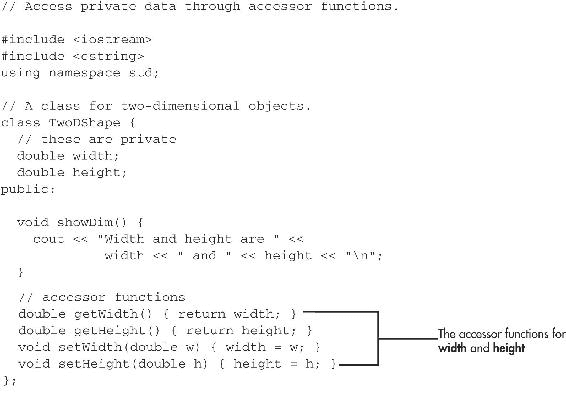 // Access private data through accessor functions.
#include <iostream>
#include <cstring>
using namespace std;
// A class for two-dimensional objects.
class TwoDShape {
// these are private
double width;
double height;
public:
void showDim() {
cout << "Width and height are " <<
width << " and " << height << "\n";
}
// accessor functions
double getWidth() { return width; }
double getHeight() { return height; }
void setWidth(double w) { width = w; }
void setHeight(double h) { height = h; }
};
The accessor functions for
width and height